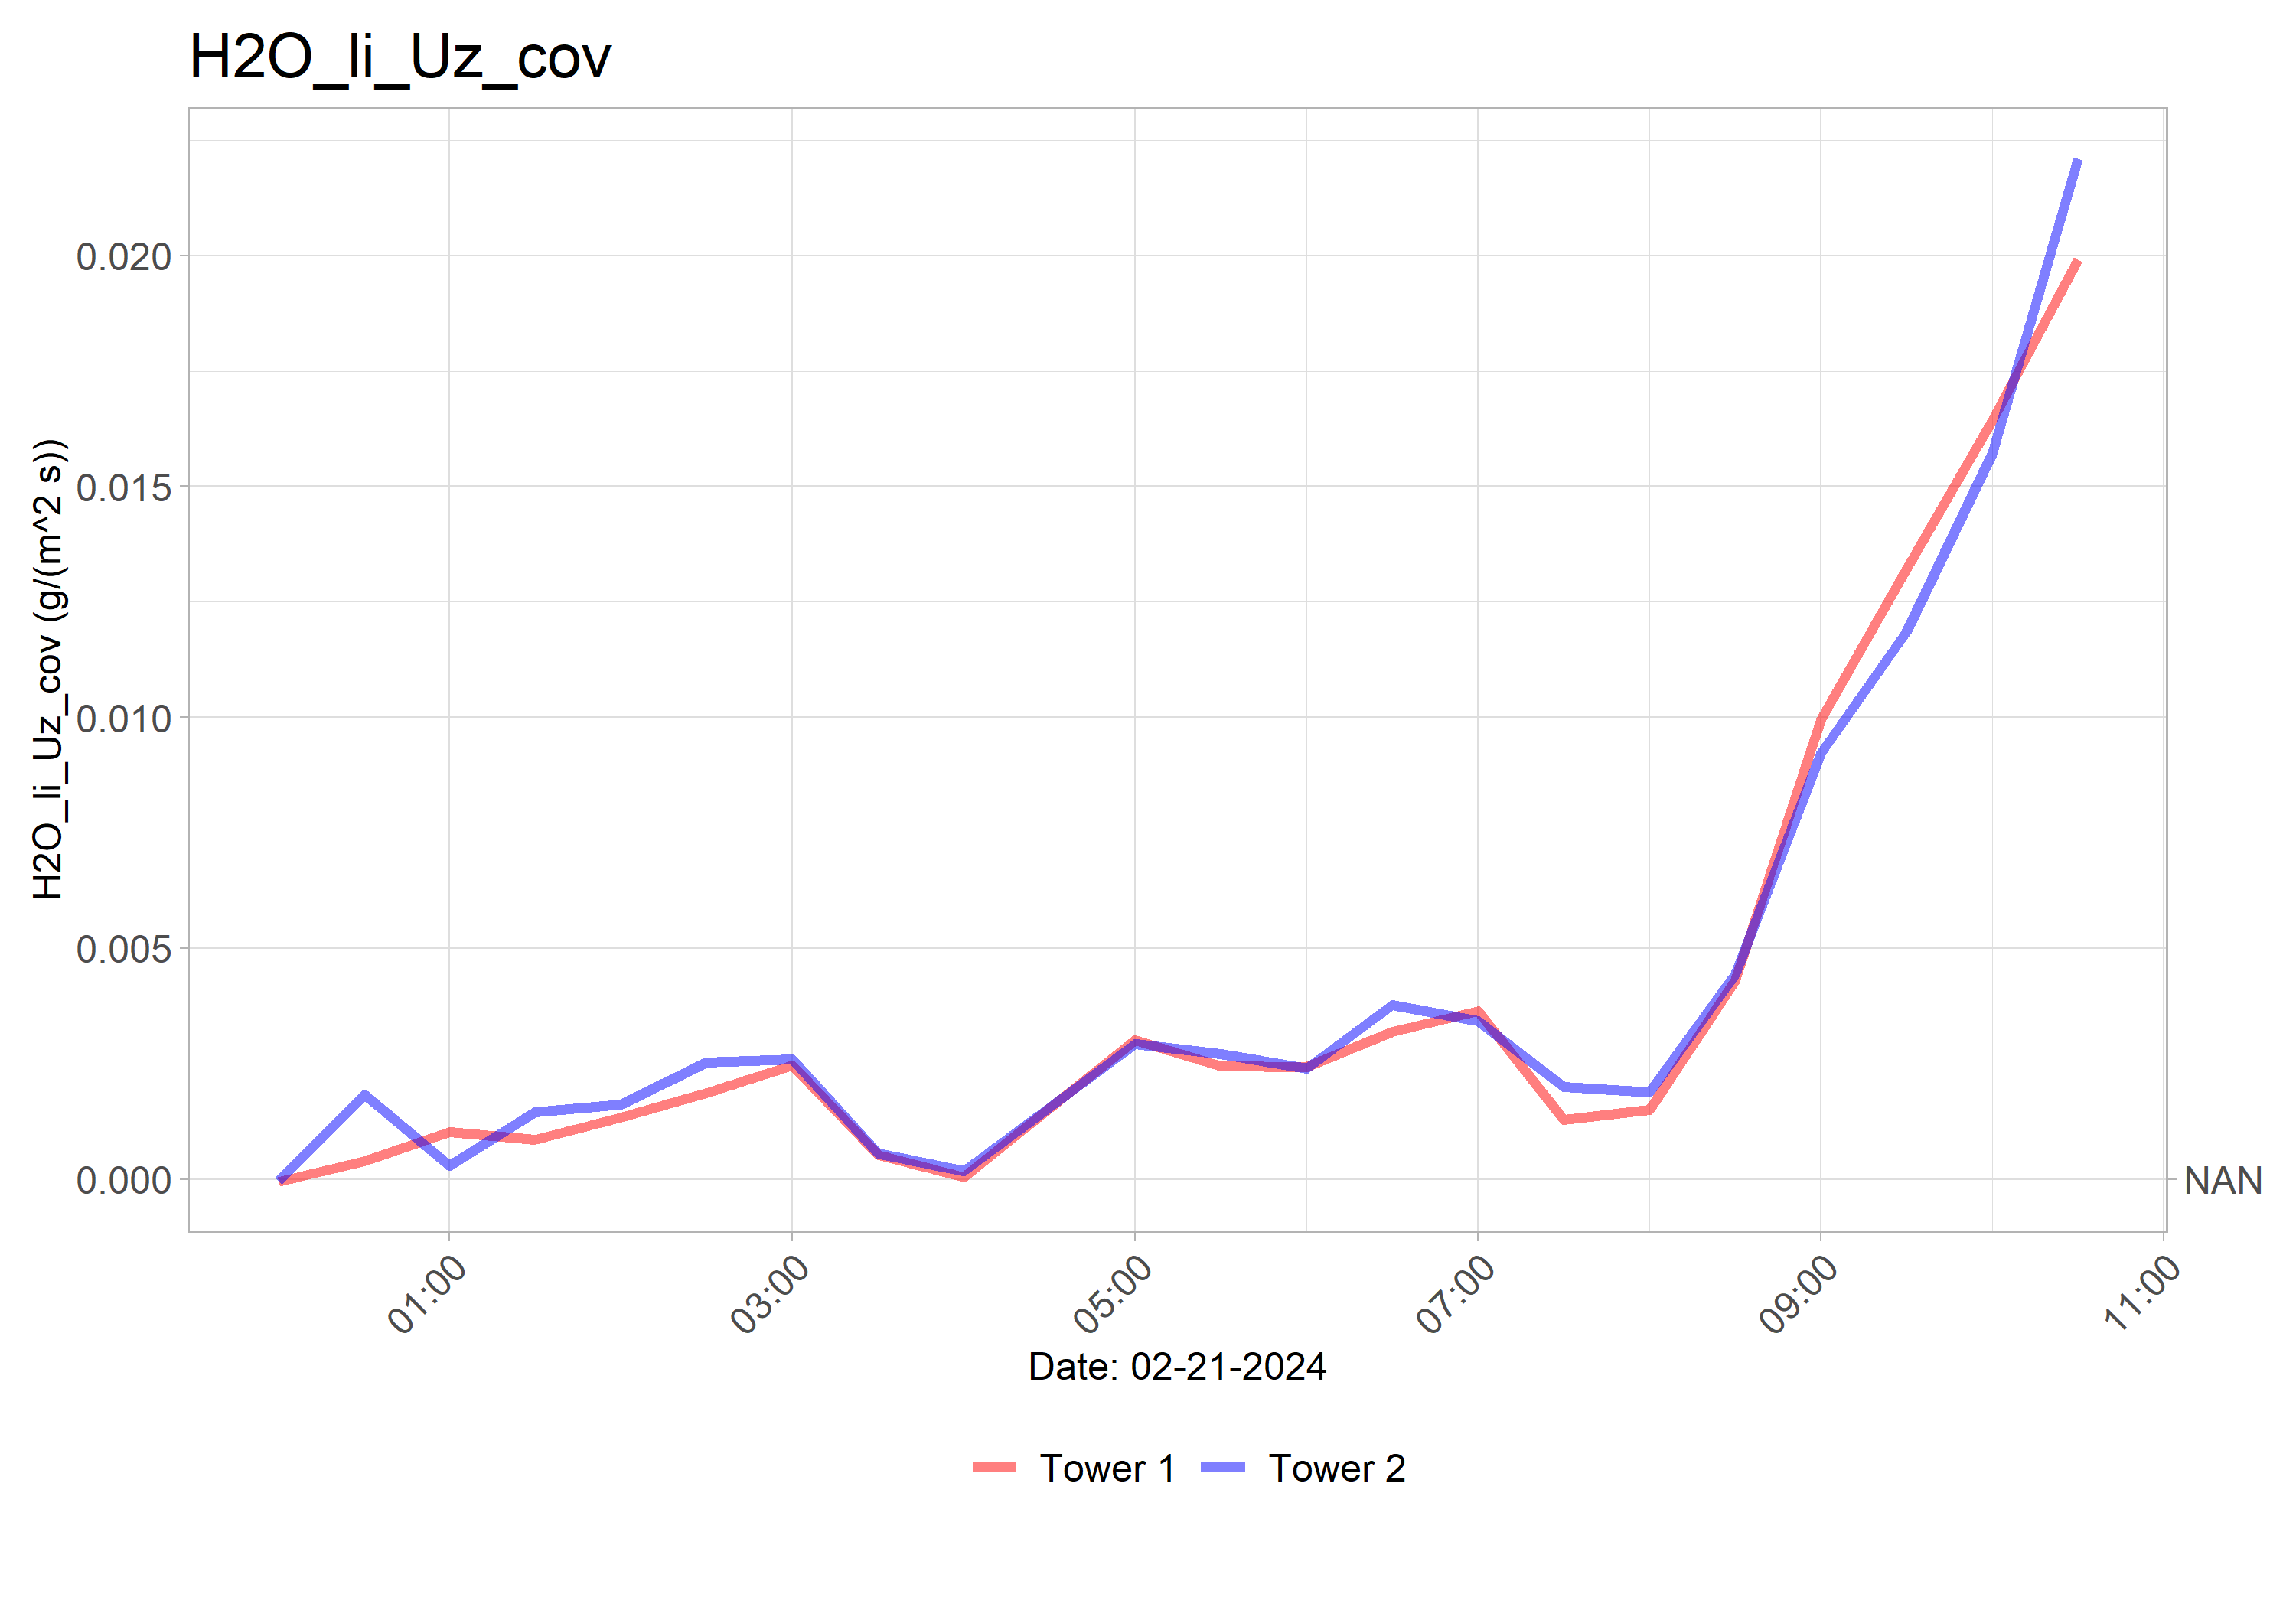 H2O_li_Uz_cov
H2O_li_Uz_cov (g/(m^2 s))
0.020
0.015
0.010
0.005
0.000
NAN
01:00
03:00
05:00
07:00
09:00
11:00
Date: 02-21-2024
Tower 1
Tower 2